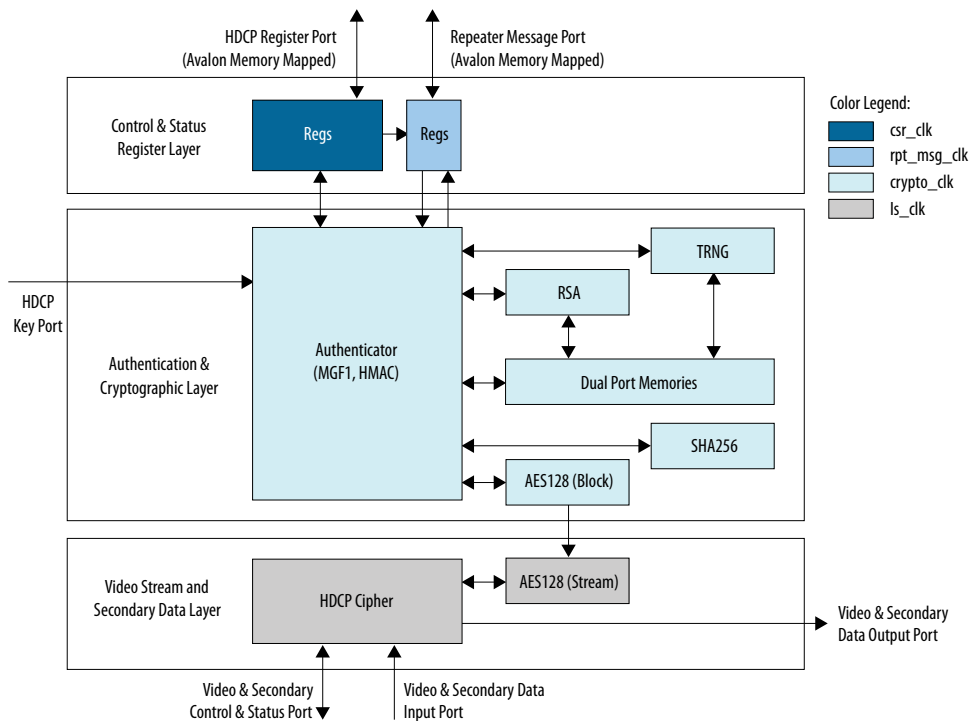 HDCP Register Port
(Avalon Memory Mapped)
Repeater Message Port
(Avalon Memory Mapped)
Control & Status
Register Layer
Regs
Regs
Color Legend:
csr_clk
rpt_msg_clk
crypto_clk
ls_clk
HDCP
Key Port
Authentication &
Cryptographic Layer
Authenticator
(MGF1, HMAC)
TRNG
RSA
Dual Port Memories
SHA256
AES128 (Block)
Video Stream and
Secondary Data Layer
HDCP Cipher
AES128 (Stream)
Video & Secondary
Data Output Port
Video & Secondary
Control & Status Port
Video & Secondary Data
Input Port